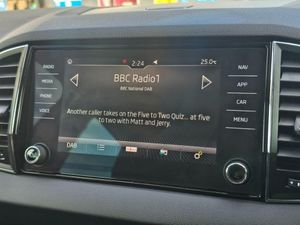 RADIO
MEDIA
PHONE
VOICE
2:24
25.0°C
BBC Radio1
BBC National DAB
Another caller takes on the Five to Two Quiz... at five
to two with Matt and Jerry.
DAB
NAV
APP
CAR
MENU